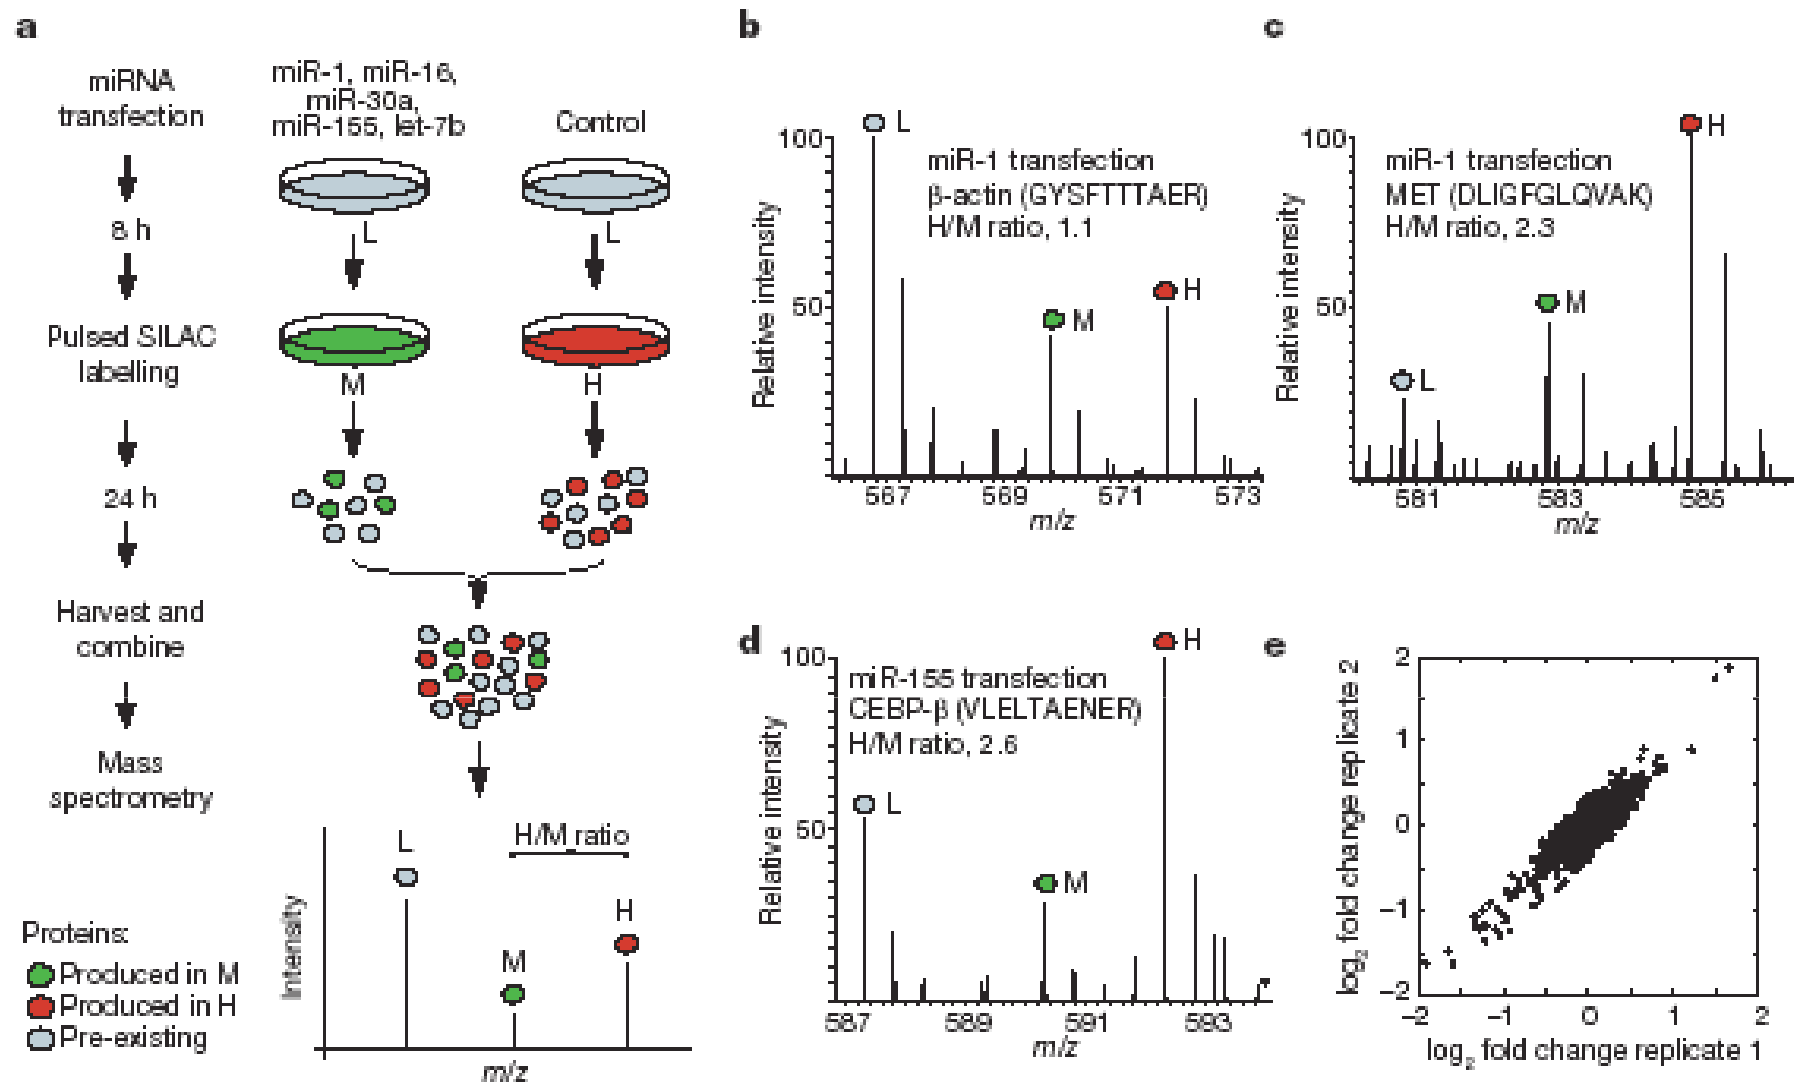 a
miRNA
transfection
8 h
Pulsed SILAC
labelling
24 h
Harvest and
combine
Mass
spectrometry
miR-1, miR-16,
miR-30a,
miR-155, let-7b
Control
L
L
M
H
L
H/M ratio
M
H
Intensity
m/z
Proteins:
Produced in M
Produced in H
Pre-existing
b
L
100
miR-1 transfection
β-actin (GYSFTTTAER)
H/M ratio, 1.1
M
H
50
Relative intensity
567 569 571 573
m/z
c
H
100
miR-1 transfection
MET (DLIGFGLQVAK)
H/M ratio, 2.3
M
50
L
Relative intensity
581 583 585
m/z
d
H
100
miR-155 transfection
CEBP-β (VLELTAENER)
H/M ratio, 2.6
L
50
M
Relative intensity
587 589 591 593
m/z
e
2
1
0
−1
−2
log2 fold change replicate 2
−2 −1 0 1 2
log2 fold change replicate 1